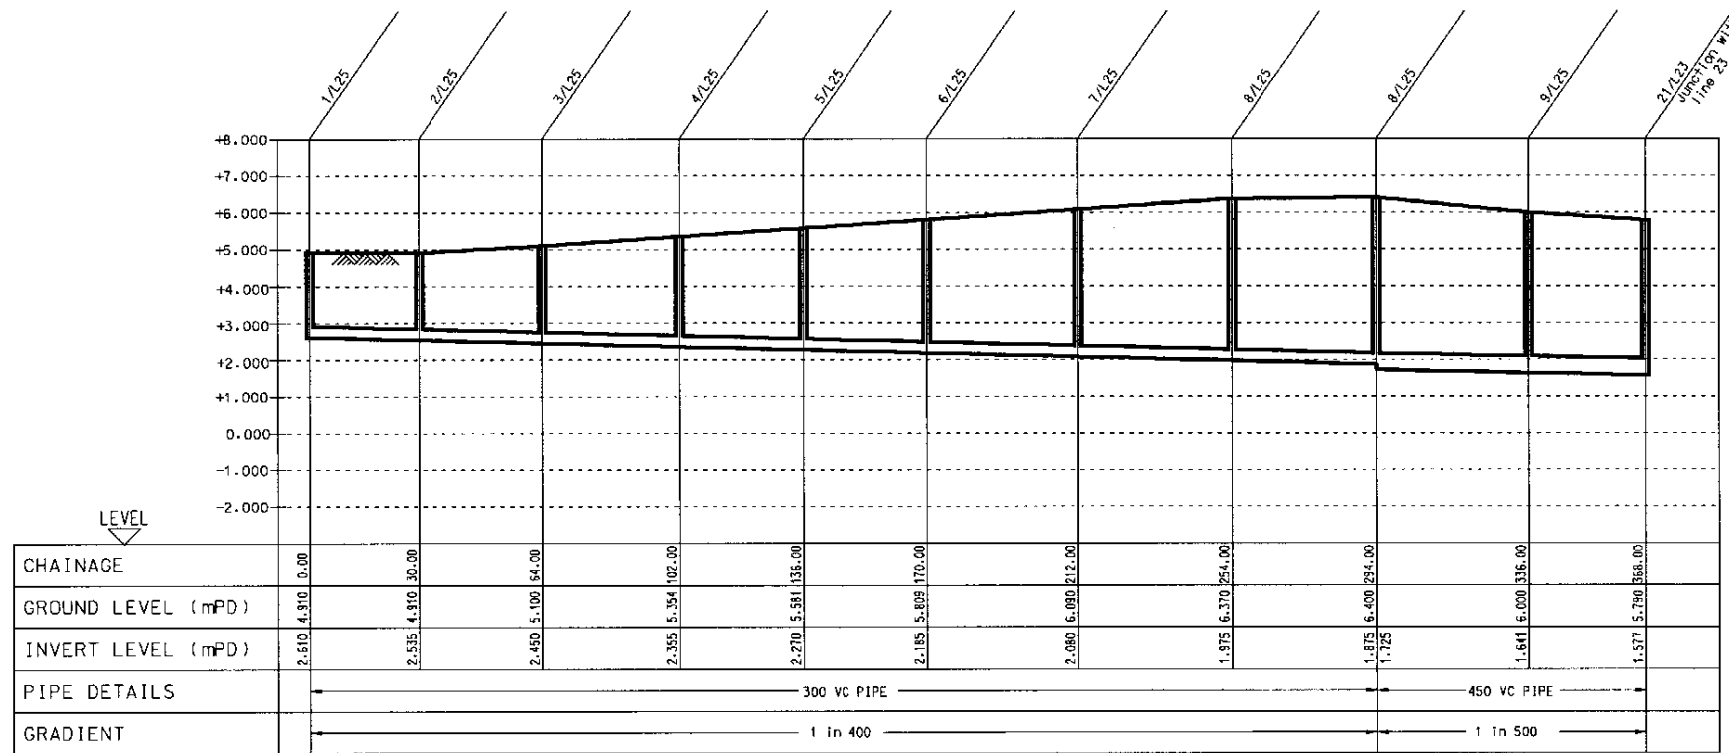 1/L25
2/L25
3/L25
4/L25
5/L25
6/L25
7/L25
8/L25
8/L25
9/L25
21/L23
Junction wit
line 23
+8.000
+7.000
+6.000
+5.000
+4.000
+3.000
+2.000
+1.000
0.000
-1.000
-2.000
LEVEL
CHAINAGE 0.00 30.00 64.00 102.00 136.00 170.00 212.00 254.00 294.00 336.00 368.00
GROUND LEVEL (mPD) 4.910 4.910 5.100 5.354 5.581 5.809 6.090 6.370 6.400 6.000 5.790
INVERT LEVEL (mPD) 2.610 2.535 2.450 2.355 2.270 2.185 2.080 1.975 1.875 1.725 1.641 1.577
PIPE DETAILS 300 VC PIPE 450 VC PIPE
GRADIENT 1 in 400 1 in 500